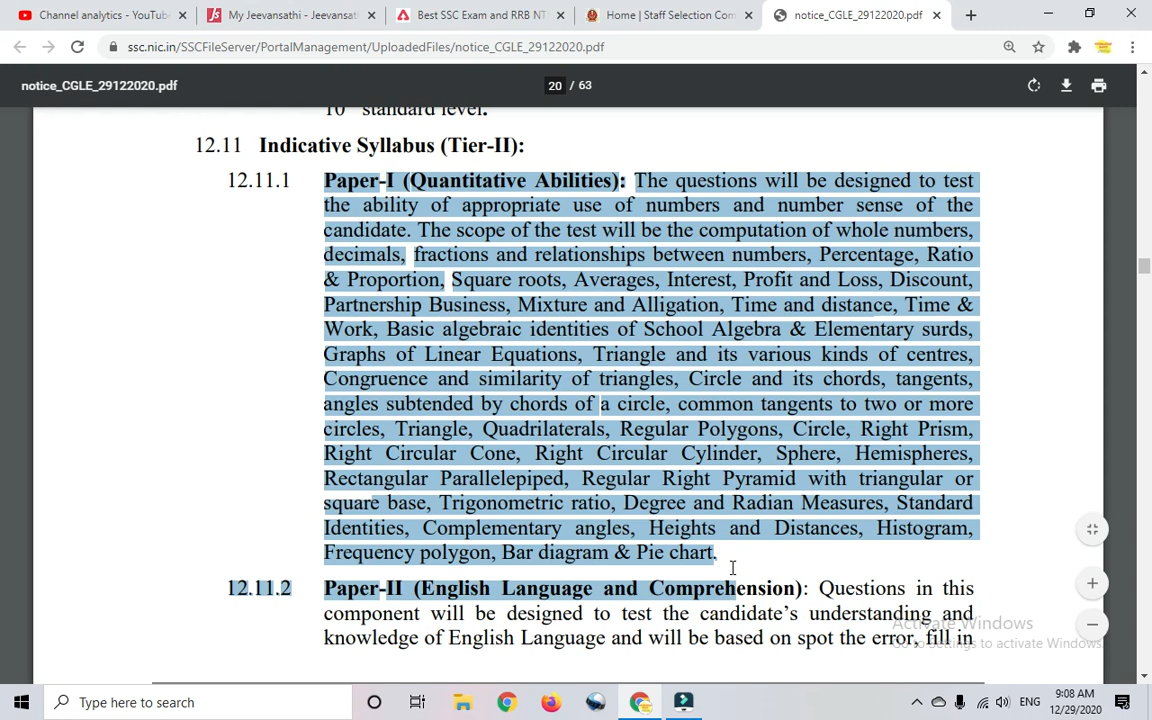 Channel analytics - YouTube
My Jeevansathi - Jeevansathi
Best SSC Exam and RRB NT
Home | Staff Selection Com
notice_CGLE_29122020.pdf
ssc.nic.in/SSCFileServer/PortalManagement/UploadedFiles/notice_CGLE_29122020.pdf
notice_CGLE_29122020.pdf
20 / 63
10 standard level.
12.11 Indicative Syllabus (Tier-II):
12.11.1 Paper-I (Quantitative Abilities): The questions will be designed to test
the ability of appropriate use of numbers and number sense of the
candidate. The scope of the test will be the computation of whole numbers,
decimals, fractions and relationships between numbers, Percentage, Ratio
& Proportion, Square roots, Averages, Interest, Profit and Loss, Discount,
Partnership Business, Mixture and Alligation, Time and distance, Time &
Work, Basic algebraic identities of School Algebra & Elementary surds,
Graphs of Linear Equations, Triangle and its various kinds of centres,
Congruence and similarity of triangles, Circle and its chords, tangents,
angles subtended by chords of a circle, common tangents to two or more
circles, Triangle, Quadrilaterals, Regular Polygons, Circle, Right Prism,
Right Circular Cone, Right Circular Cylinder, Sphere, Hemispheres,
Rectangular Parallelepiped, Regular Right Pyramid with triangular or
square base, Trigonometric ratio, Degree and Radian Measures, Standard
Identities, Complementary angles, Heights and Distances, Histogram,
Frequency polygon, Bar diagram & Pie chart.
12.11.2 Paper-II (English Language and Comprehension): Questions in this
component will be designed to test the candidate's understanding and
knowledge of English Language and will be based on spot the error, fill in
Activate Windows
Go to Settings to activate Windows.
Type here to search
ENG
9:08 AM
12/29/2020